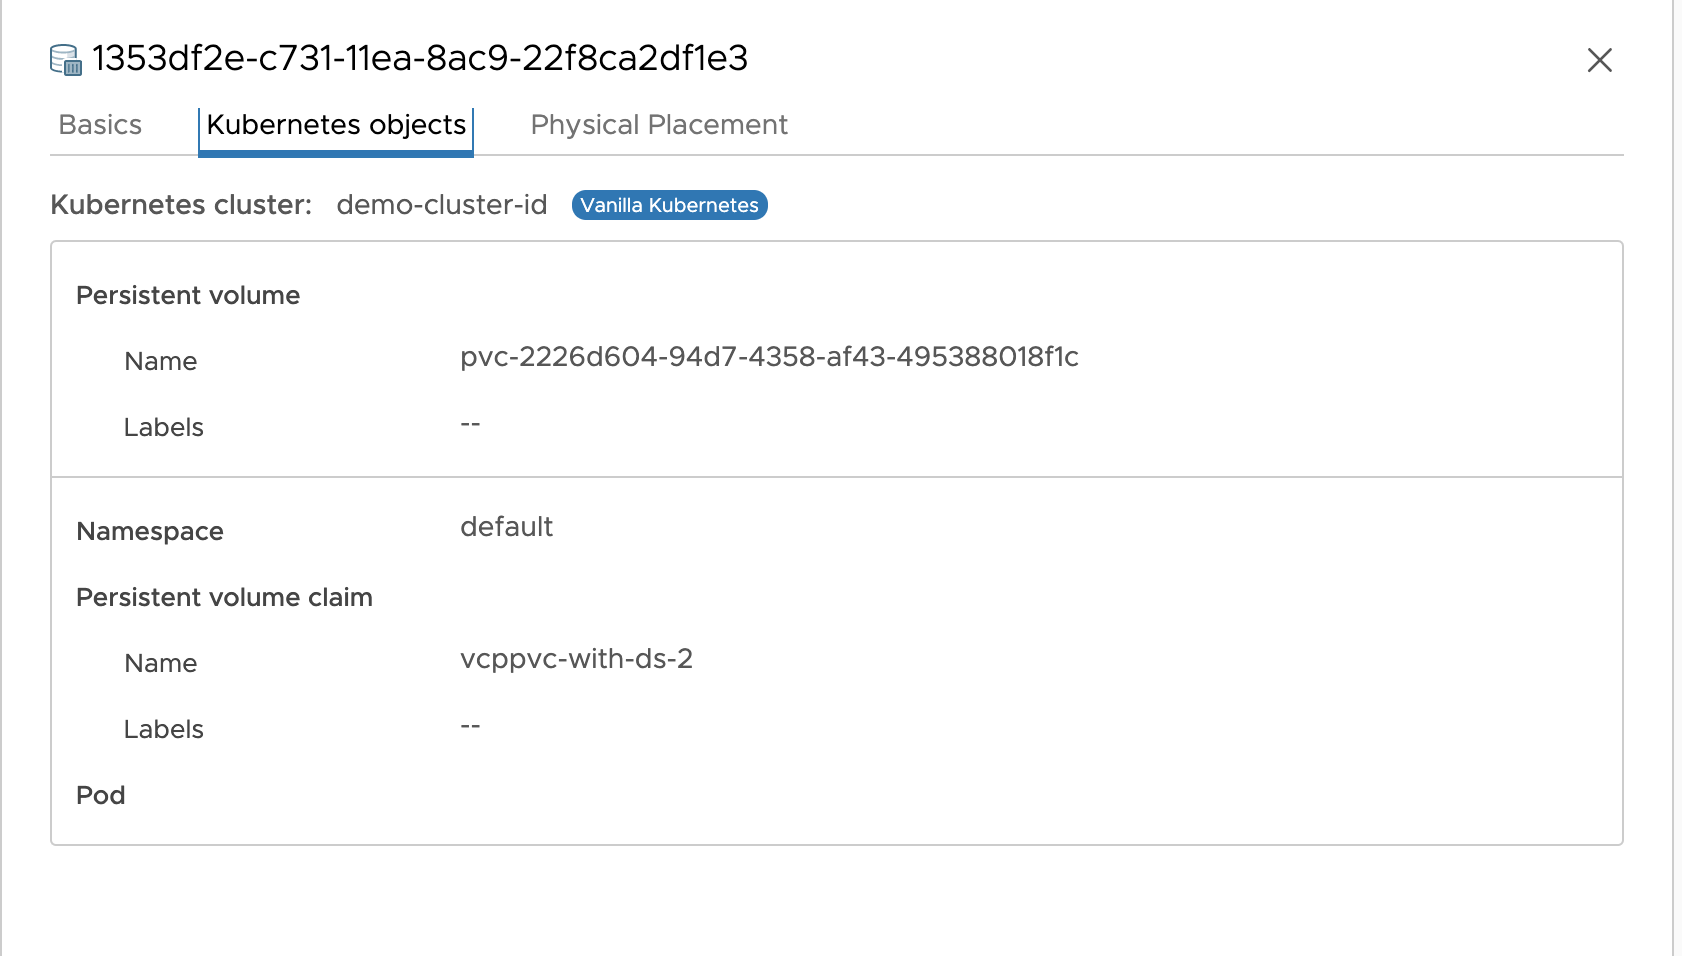 1353df2e-c731-11ea-8ac9-22f8ca2df1e3
Basics Kubernetes objects Physical Placement
Kubernetes cluster: demo-cluster-id Vanilla Kubernetes
Persistent volume
Name pvc-2226d604-94d7-4358-af43-495388018f1c
Labels --
Namespace default
Persistent volume claim
Name vcppvc-with-ds-2
Labels --
Pod